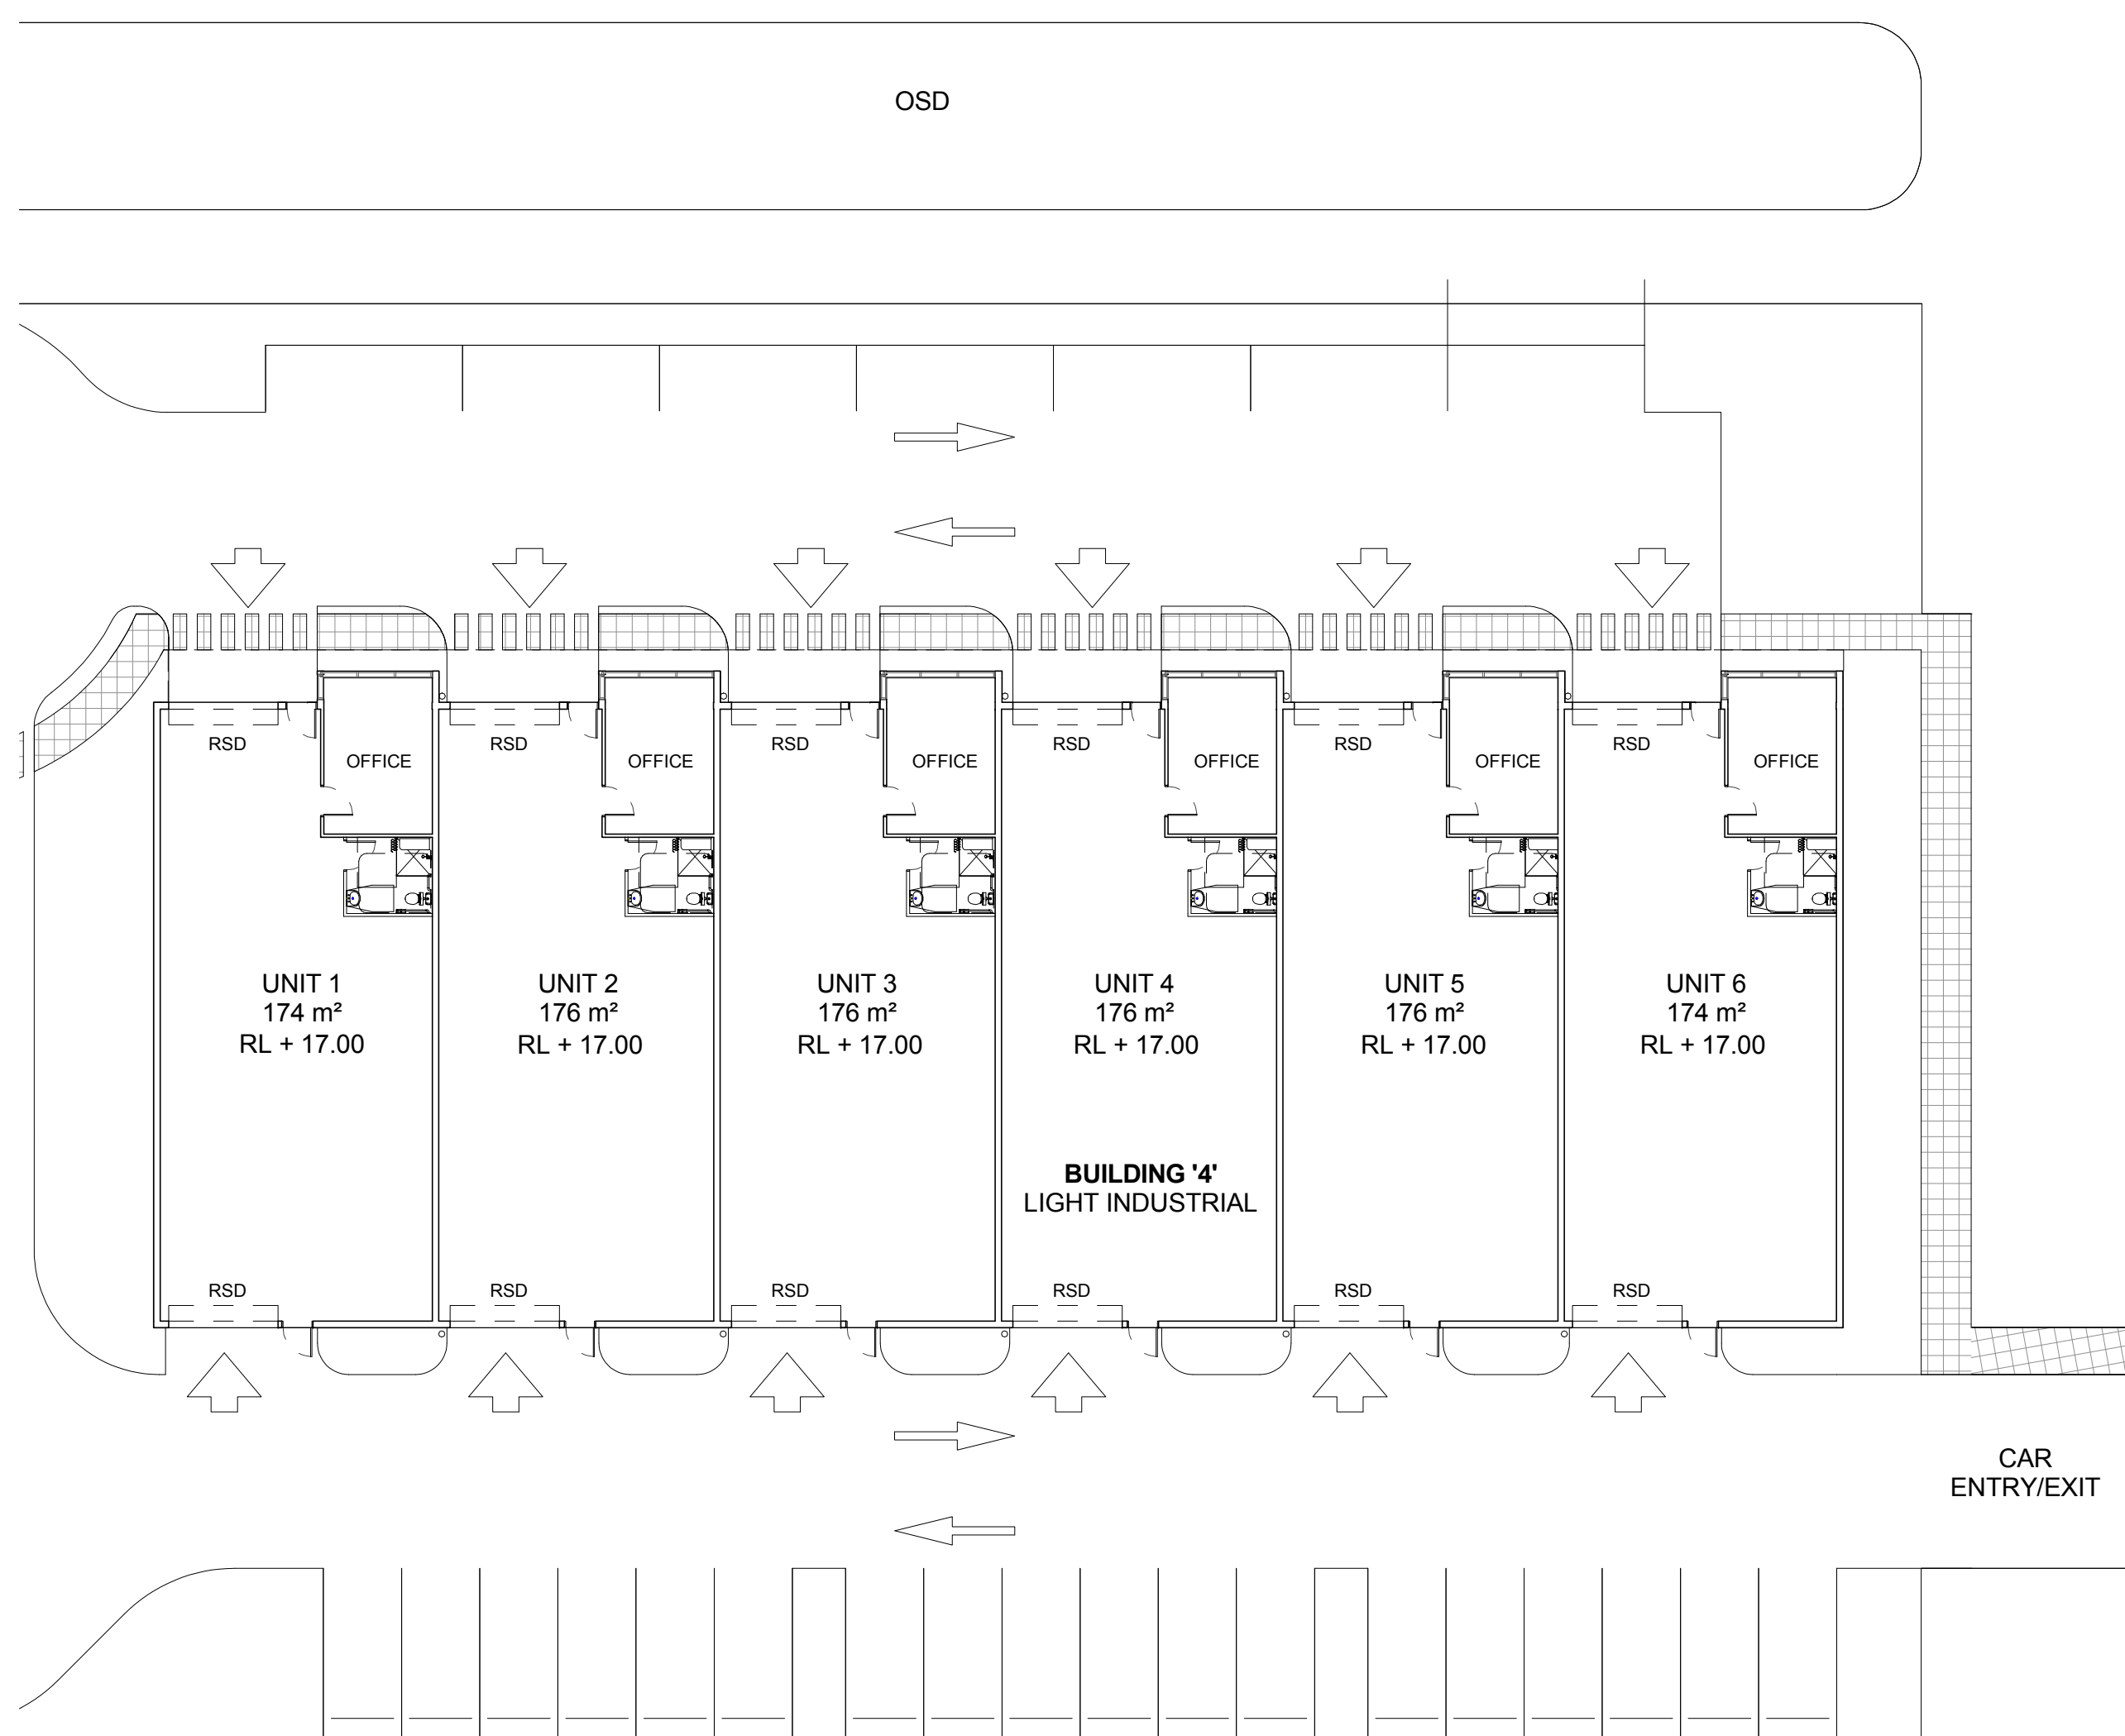 OSD
RSD
OFFICE
RSD
OFFICE
RSD
OFFICE
RSD
OFFICE
RSD
OFFICE
RSD
OFFICE
UNIT 1
174 m²
RL + 17.00
UNIT 2
176 m²
RL + 17.00
UNIT 3
176 m²
RL + 17.00
UNIT 4
176 m²
RL + 17.00
UNIT 5
176 m²
RL + 17.00
UNIT 6
174 m²
RL + 17.00
BUILDING '4'
LIGHT INDUSTRIAL
RSD
RSD
RSD
RSD
RSD
RSD
CAR
ENTRY/EXIT